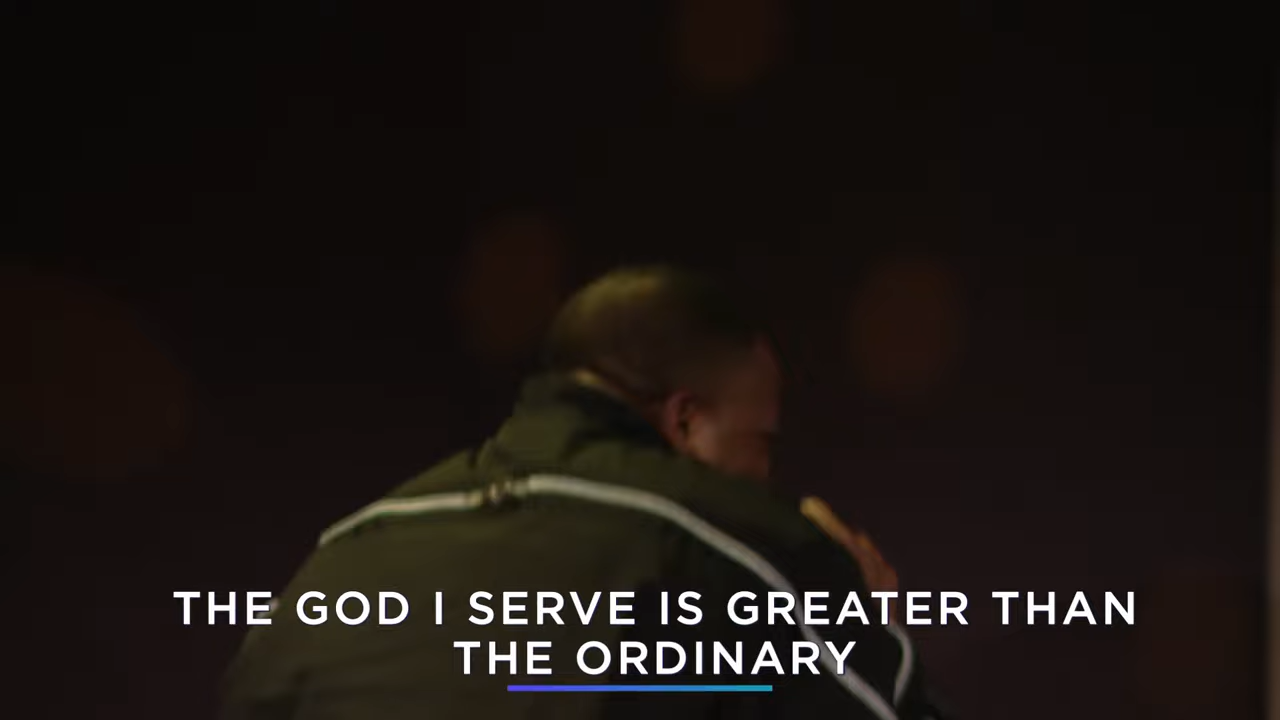 THE GOD I SERVE IS GREATER THAN
THE ORDINARY